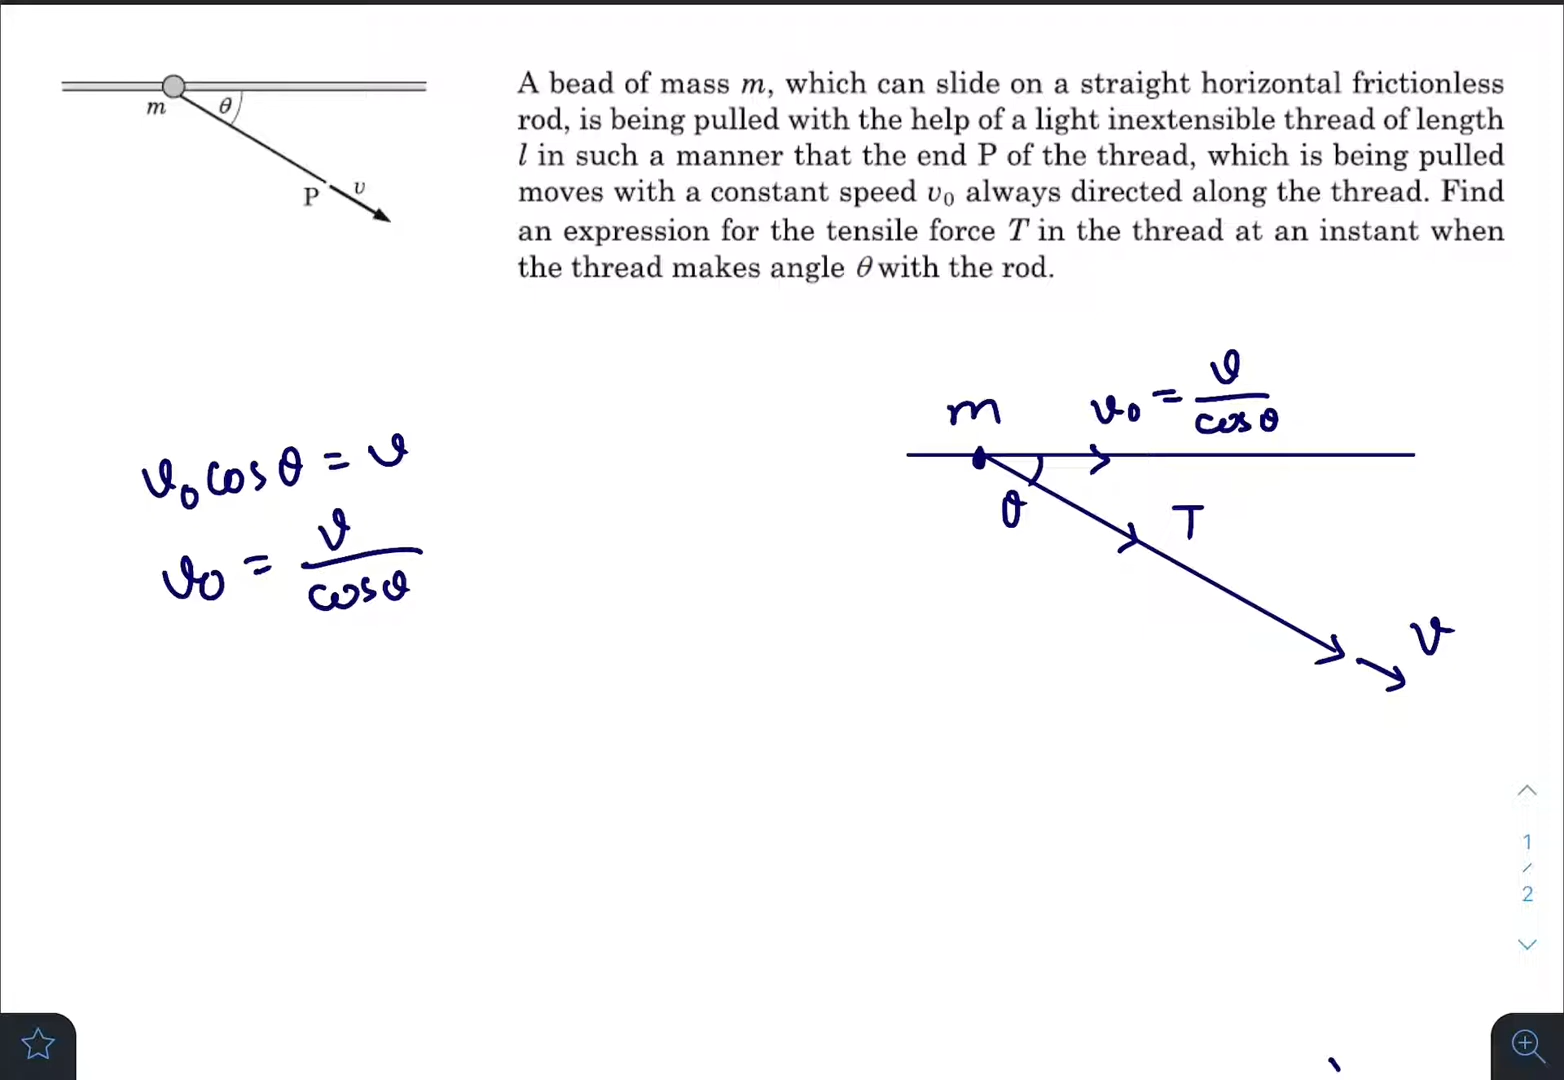 m
θ
P
υ
A bead of mass m, which can slide on a straight horizontal frictionless
rod, is being pulled with the help of a light inextensible thread of length
l in such a manner that the end P of the thread, which is being pulled
moves with a constant speed υ₀ always directed along the thread. Find
an expression for the tensile force T in the thread at an instant when
the thread makes angle θ with the rod.
m
v₀ = v/cosθ
v₀ cosθ = v
v₀ = v/cosθ
θ
T
v
1
/
2